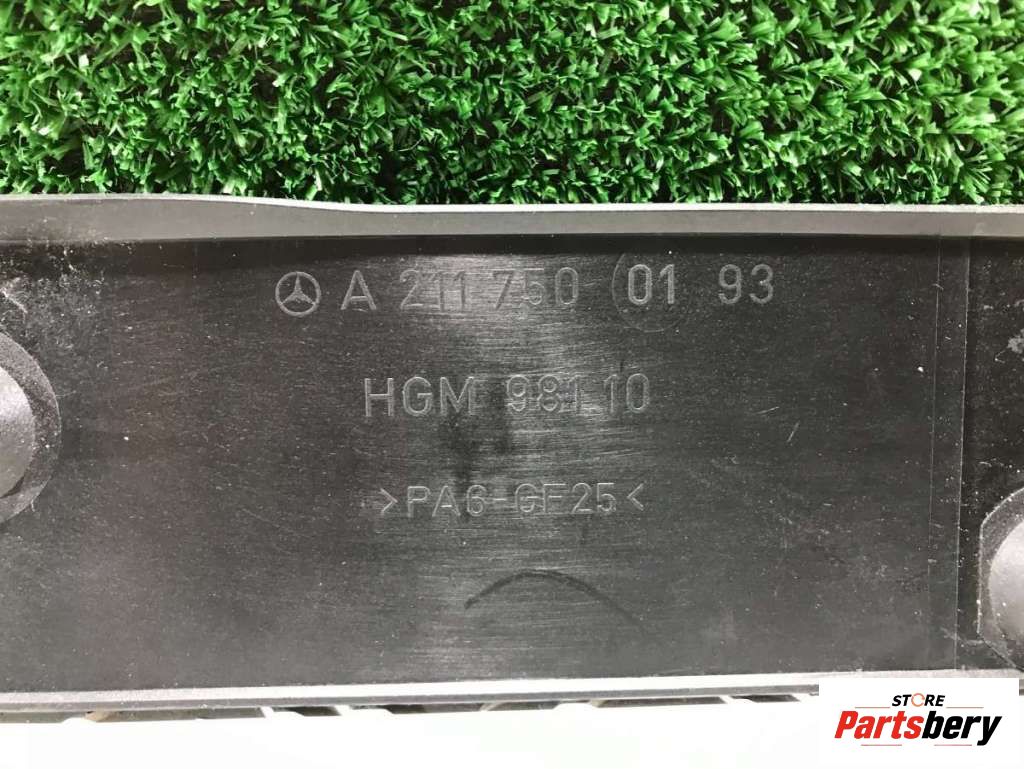 A 211 750 01 93
HGM 981 10
>PA6-GF25<
STORE
Partsbery